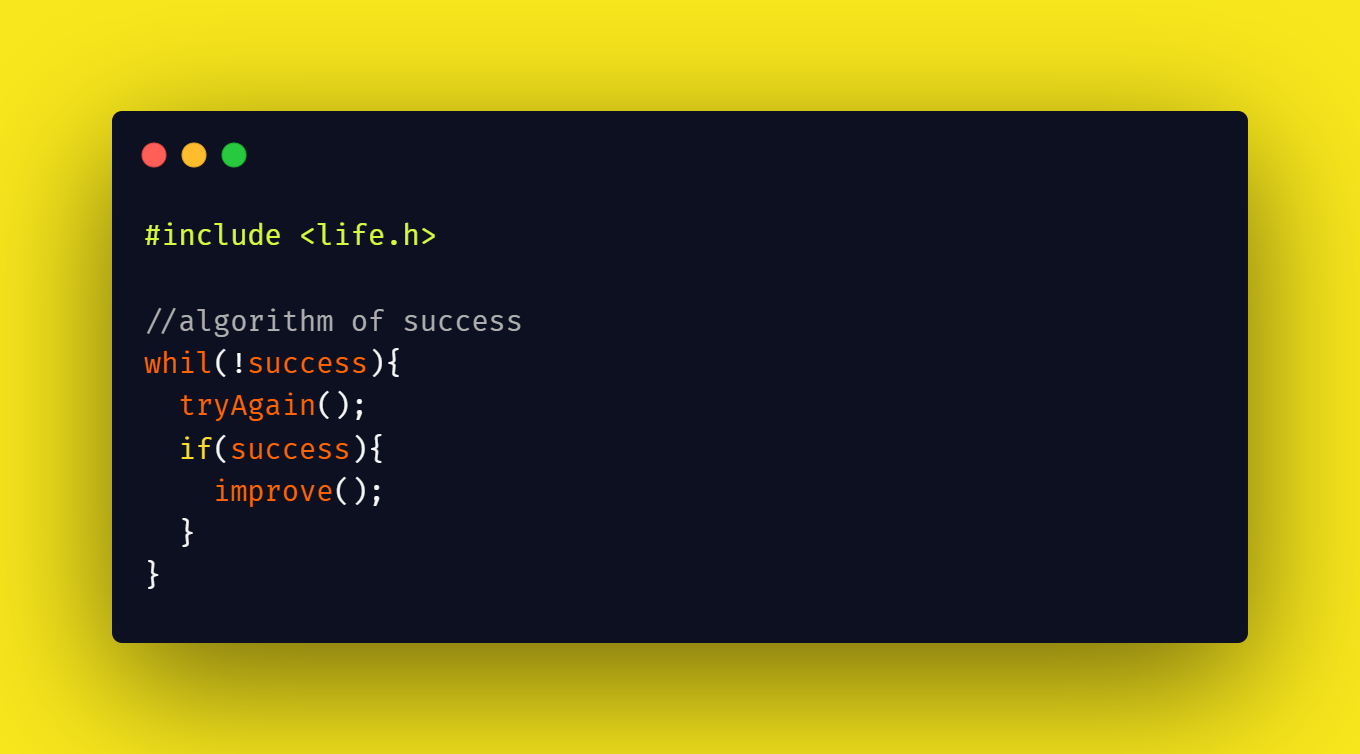 #include <life.h>
//algorithm of success
whil(!success){
tryAgain();
if(success){
improve();
}
}